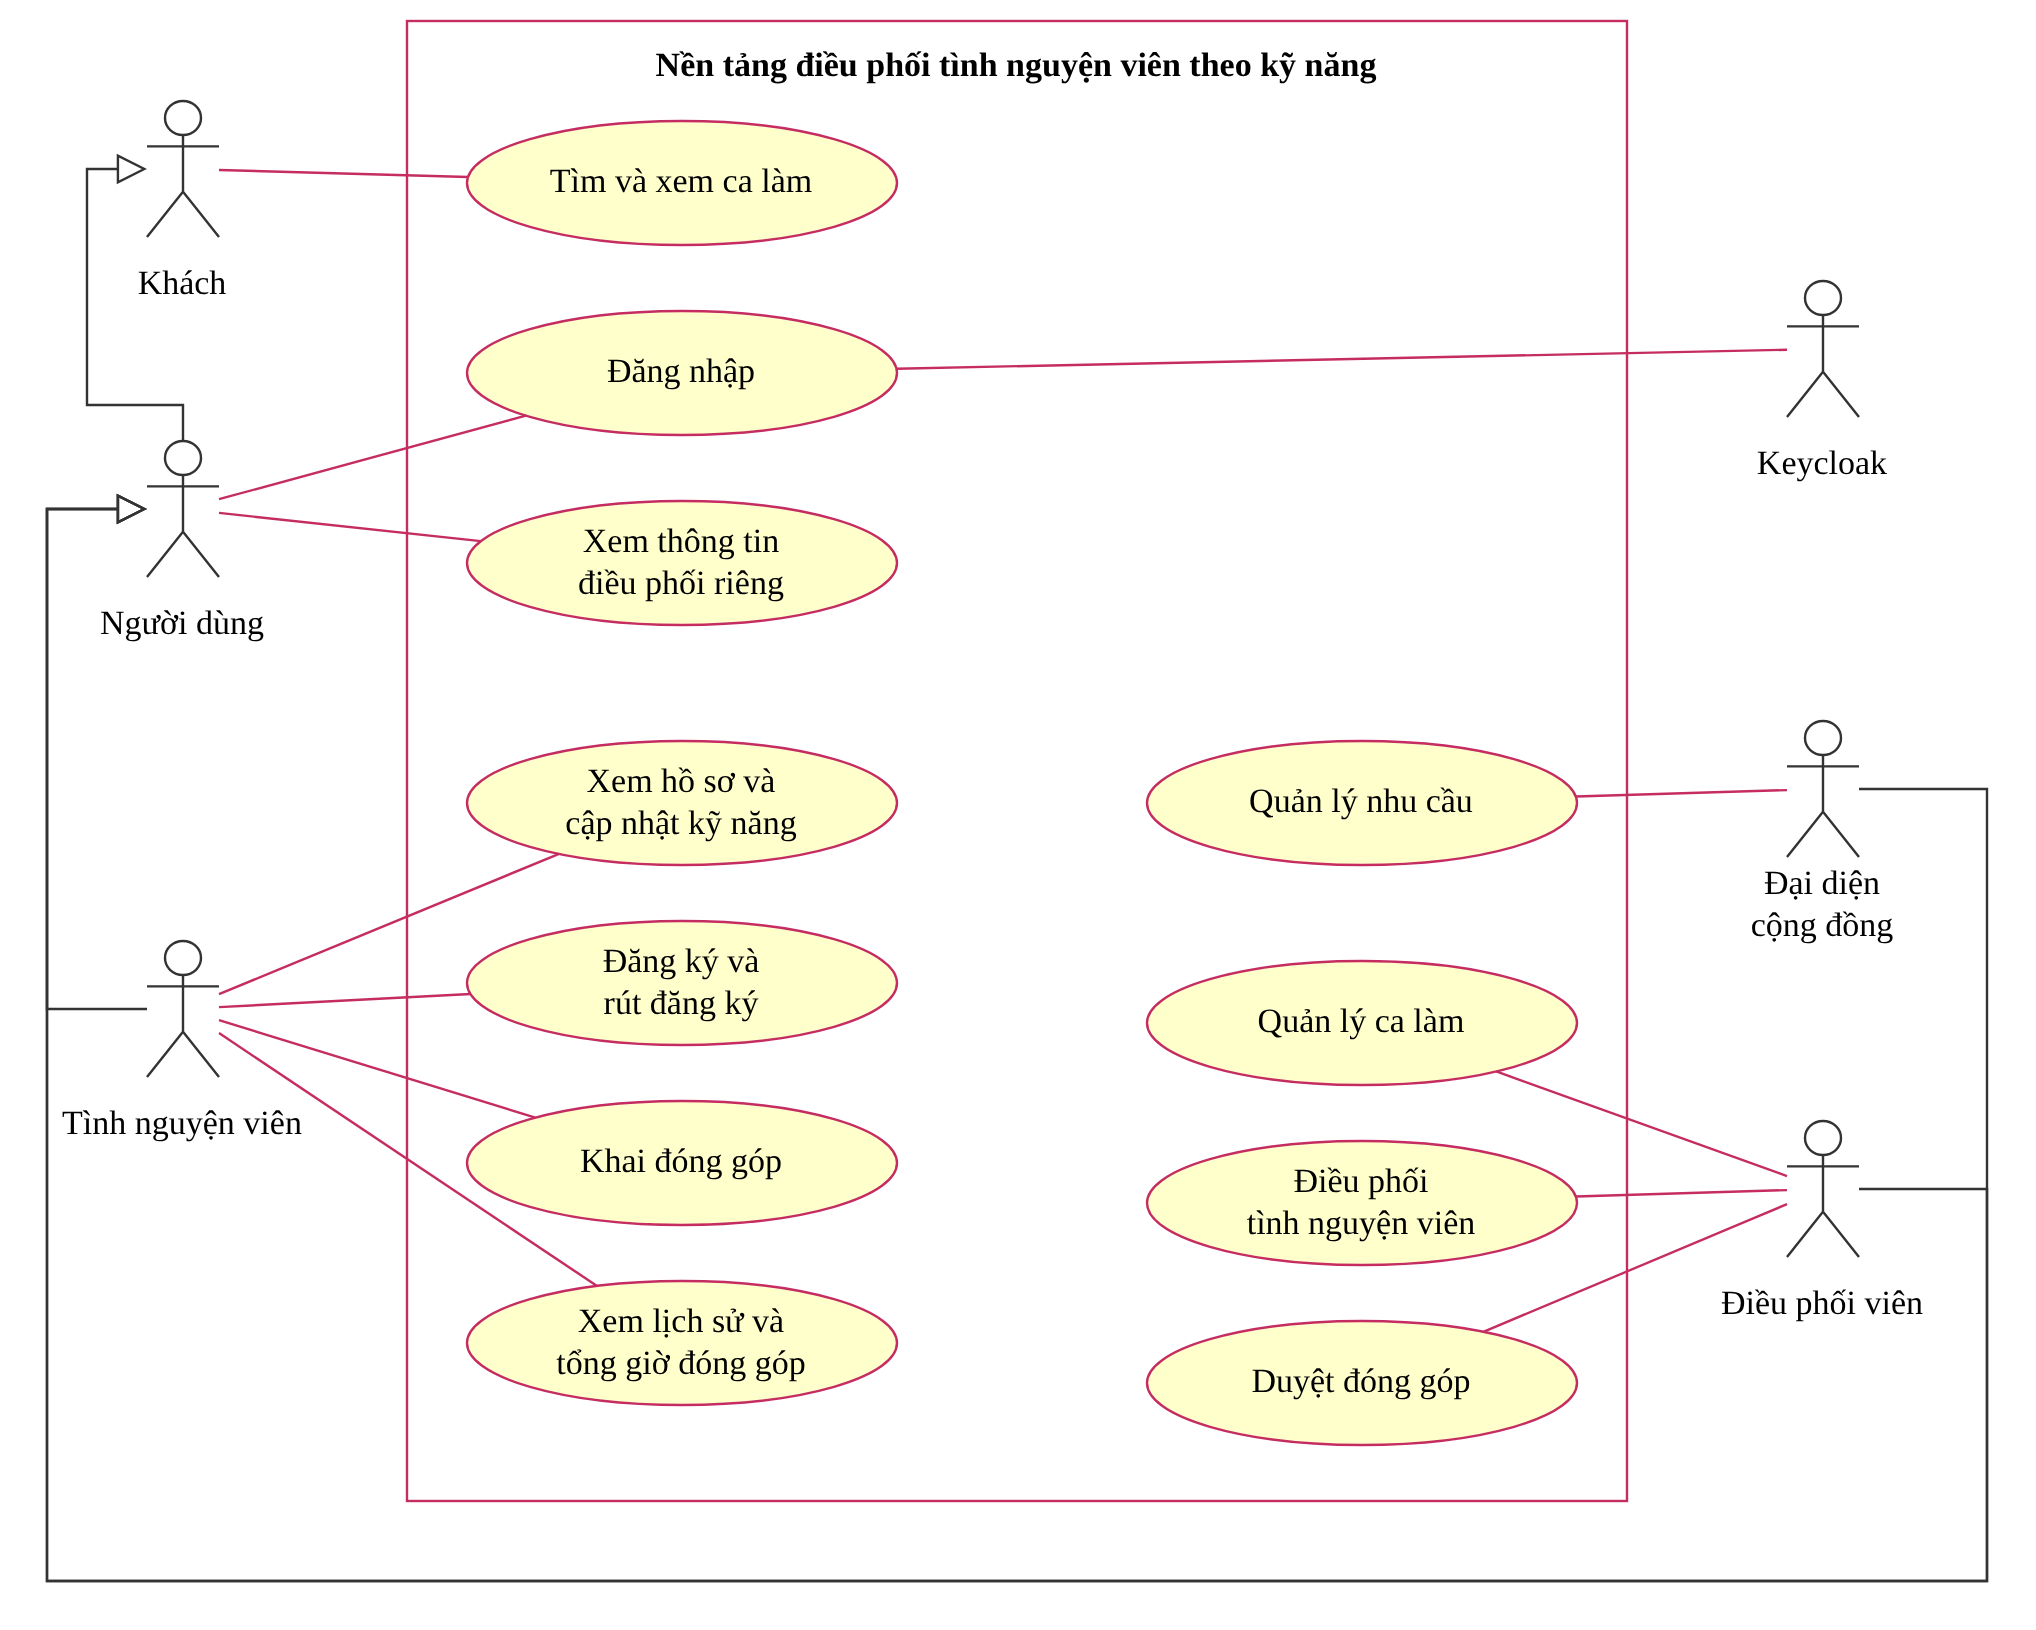 Nền tảng điều phối tình nguyện viên theo kỹ năng
Tìm và xem ca làm
Khách
Đăng nhập
Keycloak
Xem thông tin
điều phối riêng
Người dùng
Xem hồ sơ và
cập nhật kỹ năng
Quản lý nhu cầu
Đại diện
cộng đồng
Đăng ký và
rút đăng ký
Quản lý ca làm
Tình nguyện viên
Khai đóng góp
Điều phối
tình nguyện viên
Điều phối viên
Xem lịch sử và
tổng giờ đóng góp
Duyệt đóng góp